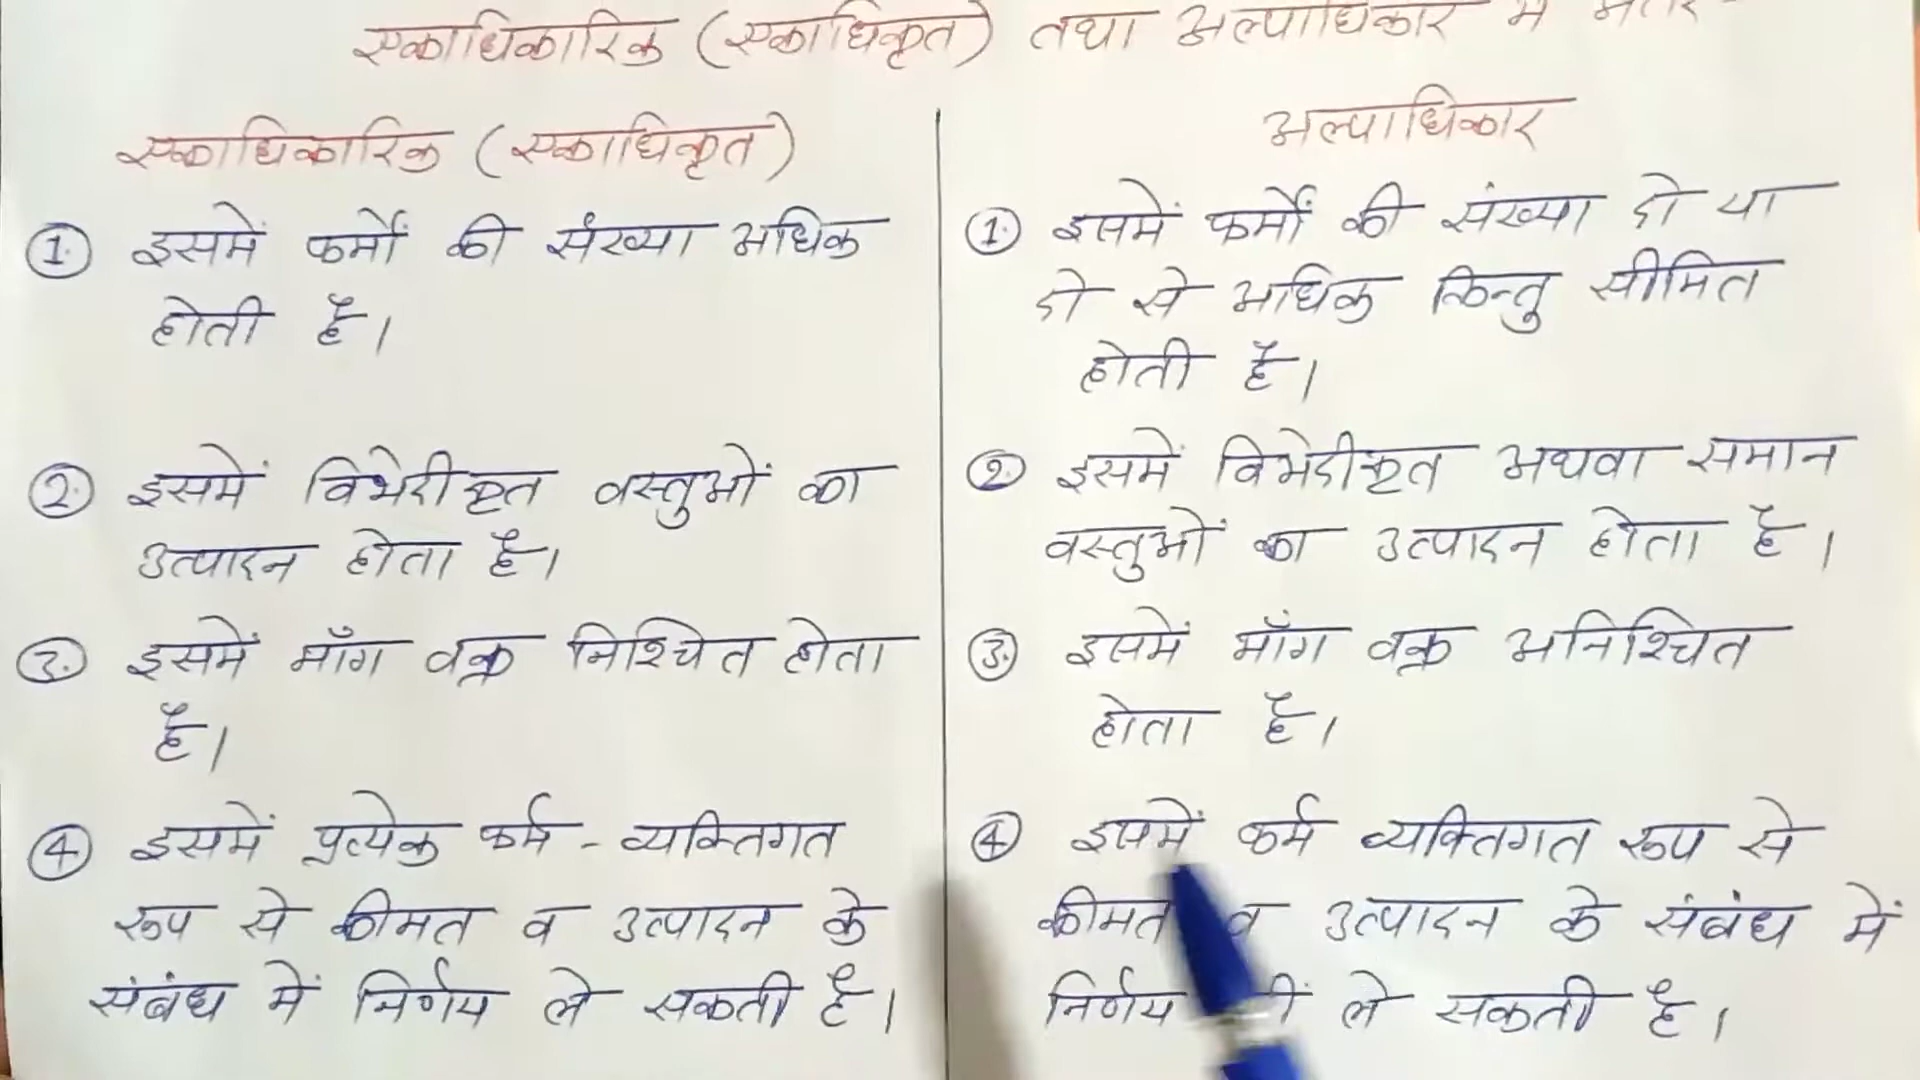 एकाधिकारिक (एकाधिकृत) तथा अल्पाधिकार में अंतर
एकाधिकारिक (एकाधिकृत)
① इसमें फर्मों की संख्या अधिक
होती है।
② इसमें विभेदीकृत वस्तुओं का
उत्पादन होता है।
③ इसमें माँग वक्र निश्चित होता
है।
④ इसमें प्रत्येक फर्म - व्यक्तिगत
रूप से कीमत व उत्पादन के
संबंध में निर्णय ले सकती है।
अल्पाधिकार
① इसमें फर्मों की संख्या दो या
दो से अधिक किन्तु सीमित
होती है।
② इसमें विभेदीकृत अथवा समान
वस्तुओं का उत्पादन होता है।
③ इसमें माँग वक्र अनिश्चित
होता है।
④ इसमें फर्म व्यक्तिगत रूप से
कीमत व उत्पादन के संबंध में
निर्णय ले सकती है।